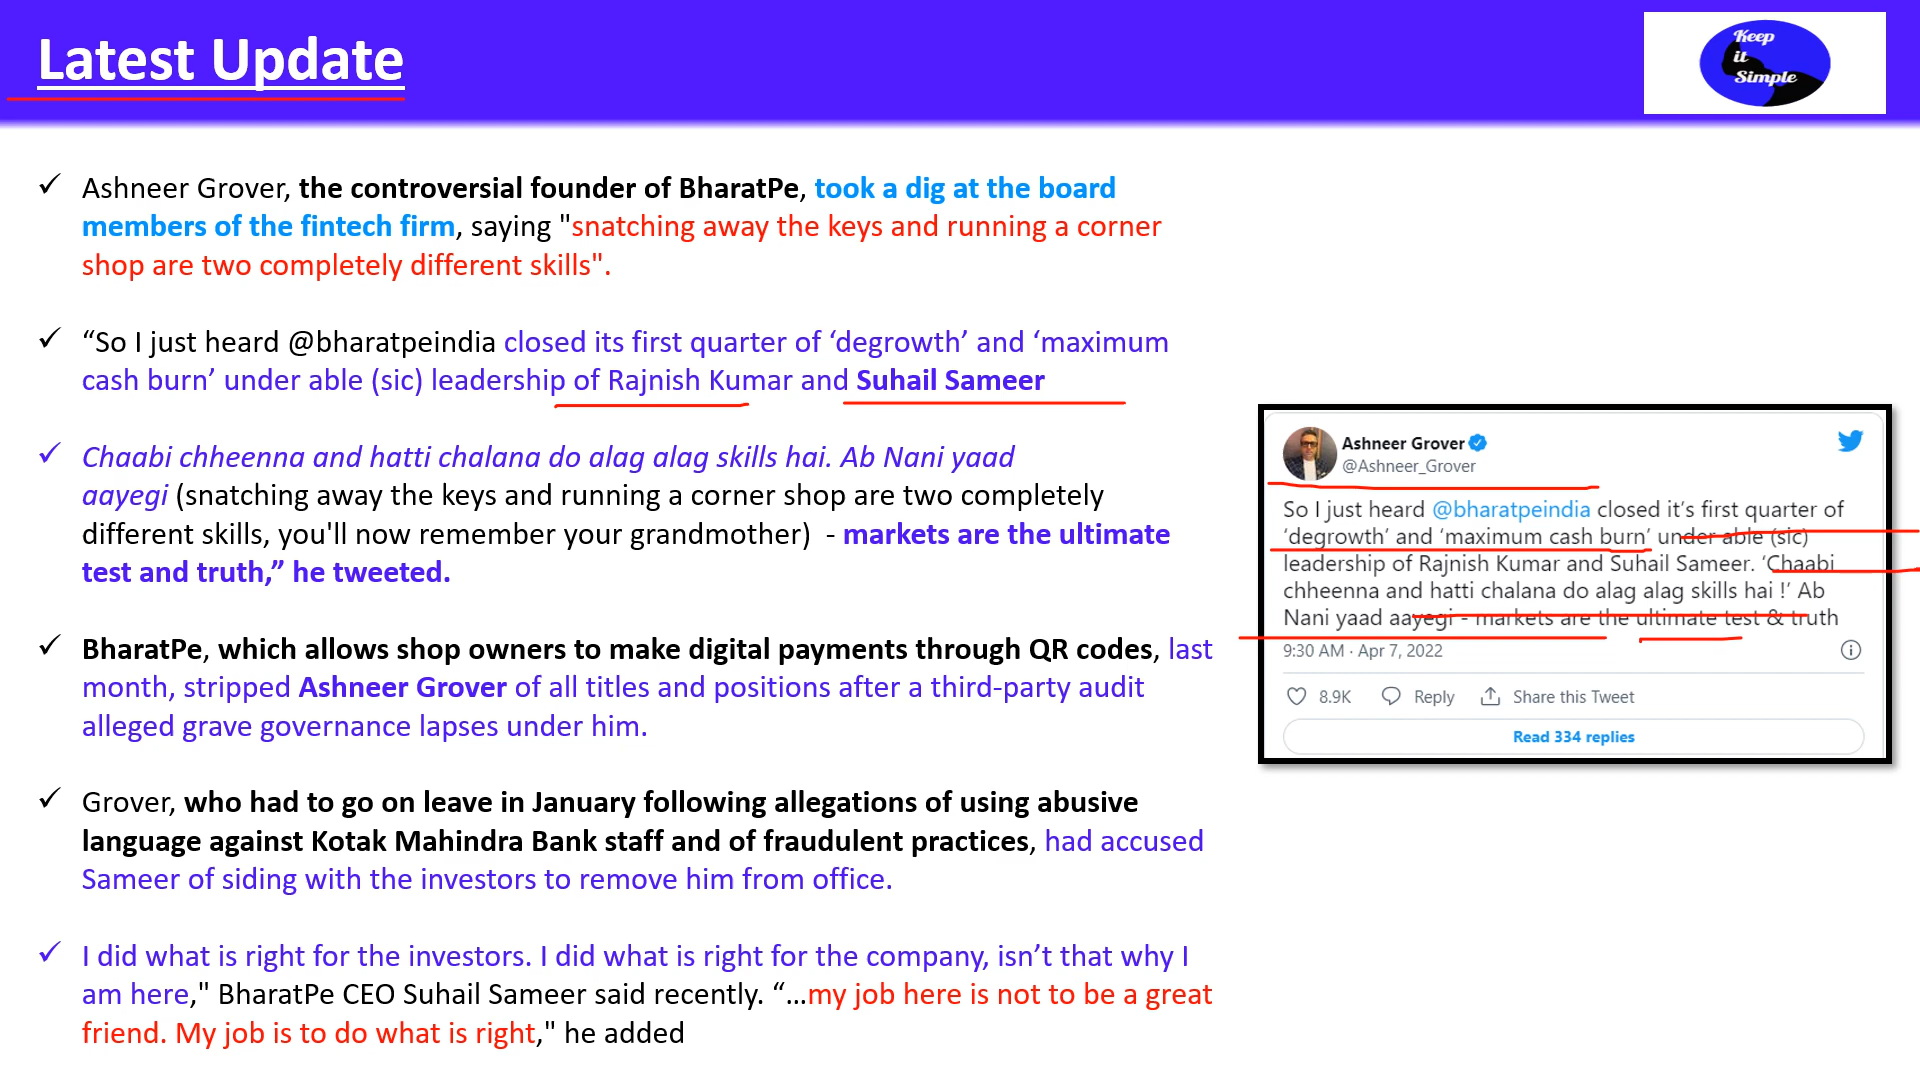 Latest Update
Keep
it
Simple
✓ Ashneer Grover, the controversial founder of BharatPe, took a dig at the board
members of the fintech firm, saying "snatching away the keys and running a corner
shop are two completely different skills".
✓ “So I just heard @bharatpeindia closed its first quarter of ‘degrowth’ and ‘maximum
cash burn’ under able (sic) leadership of Rajnish Kumar and Suhail Sameer
✓ Chaabi chheenna and hatti chalana do alag alag skills hai. Ab Nani yaad
aayegi (snatching away the keys and running a corner shop are two completely
different skills, you'll now remember your grandmother) - markets are the ultimate
test and truth,” he tweeted.
✓ BharatPe, which allows shop owners to make digital payments through QR codes, last
month, stripped Ashneer Grover of all titles and positions after a third-party audit
alleged grave governance lapses under him.
✓ Grover, who had to go on leave in January following allegations of using abusive
language against Kotak Mahindra Bank staff and of fraudulent practices, had accused
Sameer of siding with the investors to remove him from office.
✓ I did what is right for the investors. I did what is right for the company, isn’t that why I
am here," BharatPe CEO Suhail Sameer said recently. “...my job here is not to be a great
friend. My job is to do what is right," he added
Ashneer Grover
@Ashneer_Grover
So I just heard @bharatpeindia closed it’s first quarter of
‘degrowth’ and ‘maximum cash burn’ under able (sic)
leadership of Rajnish Kumar and Suhail Sameer. ‘Chaabi
chheenna and hatti chalana do alag alag skills hai !’ Ab
Nani yaad aayegi - markets are the ultimate test & truth
9:30 AM · Apr 7, 2022
8.9K Reply Share this Tweet
Read 334 replies